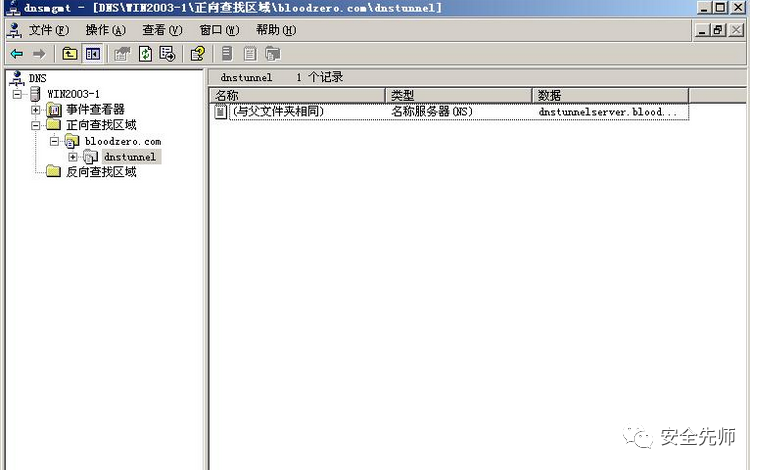 dnsmgmt - [DNS\WIN2003-1\正向查找区域\bloodzero.com\dnstunnel]
文件(F) 操作(A) 查看(V) 窗口(W) 帮助(H)
DNS
WIN2003-1
事件查看器
正向查找区域
bloodzero.com
dnstunnel
反向查找区域
dnstunnel 1 个记录
名称 类型 数据
(与父文件夹相同) 名称服务器(NS) dnstunnelserver.blood...
安全先师